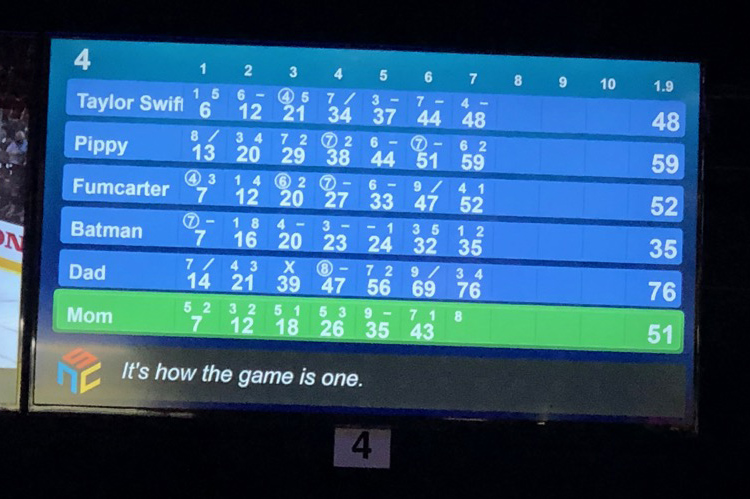 4 1 2 3 4 5 6 7 8 9 10 1.9
Taylor Swif 1 5 6 - ④ 5 7 / 3 - 7 - 4 -
6 12 21 34 37 44 48 48
Pippy 8 / 3 4 7 2 ⑦ 2 6 - ⑦ - 6 2
13 20 29 38 44 51 59 59
Fumcarter ④ 3 1 4 ⑥ 2 ⑦ - 6 - 9 / 4 1
7 12 20 27 33 47 52 52
Batman ⑦ - 1 8 4 - 3 - - 1 3 5 1 2
7 16 20 23 24 32 35 35
Dad 7 / 4 3 X ⑧ - 7 2 9 / 3 4
14 21 39 47 56 69 76 76
Mom 5 2 3 2 5 1 5 3 9 - 7 1 8
7 12 18 26 35 43 51
It's how the game is one.
4